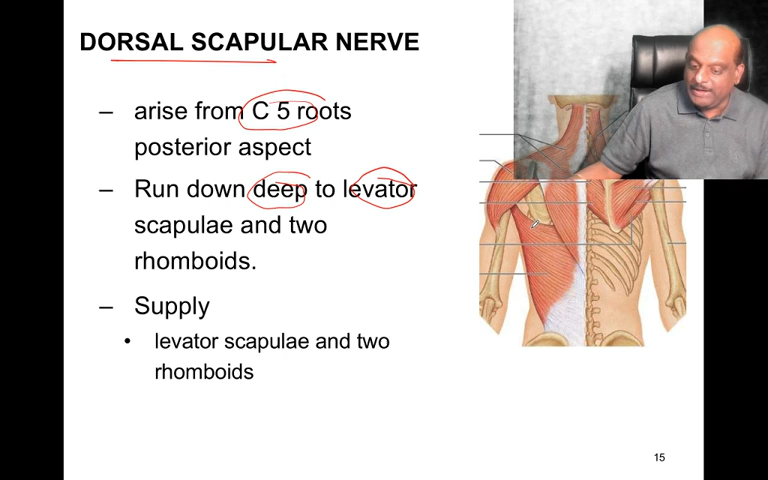 DORSAL SCAPULAR NERVE
– arise from C 5 roots
posterior aspect
– Run down deep to levator
scapulae and two
rhomboids.
– Supply
• levator scapulae and two
rhomboids
15